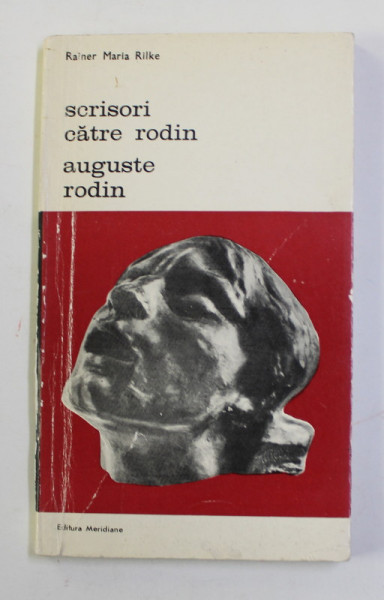 Rainer Maria Rilke
scrisori
către rodin
auguste
rodin
Editura Meridiane